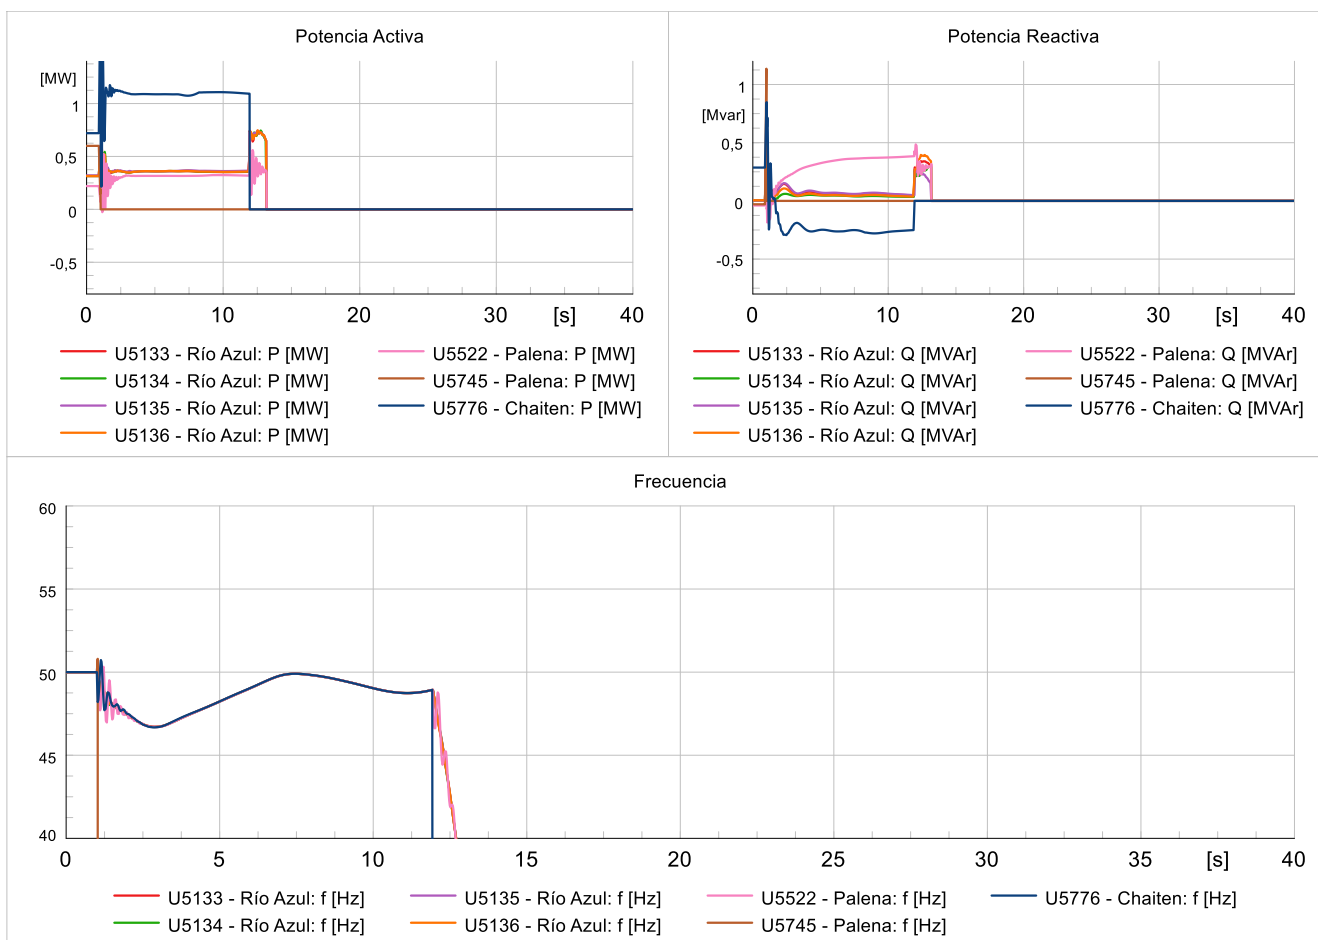 Potencia Activa
[MW]
1
0,5
0
-0,5
0 10 20 30 [s] 40
U5133 - Río Azul: P [MW] U5522 - Palena: P [MW]
U5134 - Río Azul: P [MW] U5745 - Palena: P [MW]
U5135 - Río Azul: P [MW] U5776 - Chaiten: P [MW]
U5136 - Río Azul: P [MW]
Potencia Reactiva
1
[Mvar]
0,5
0
-0,5
0 10 20 30 [s] 40
U5133 - Río Azul: Q [MVAr] U5522 - Palena: Q [MVAr]
U5134 - Río Azul: Q [MVAr] U5745 - Palena: Q [MVAr]
U5135 - Río Azul: Q [MVAr] U5776 - Chaiten: Q [MVAr]
U5136 - Río Azul: Q [MVAr]
Frecuencia
60
55
50
45
40
0 5 10 15 20 25 30 35 [s] 40
U5133 - Río Azul: f [Hz] U5135 - Río Azul: f [Hz] U5522 - Palena: f [Hz] U5776 - Chaiten: f [Hz]
U5134 - Río Azul: f [Hz] U5136 - Río Azul: f [Hz] U5745 - Palena: f [Hz]